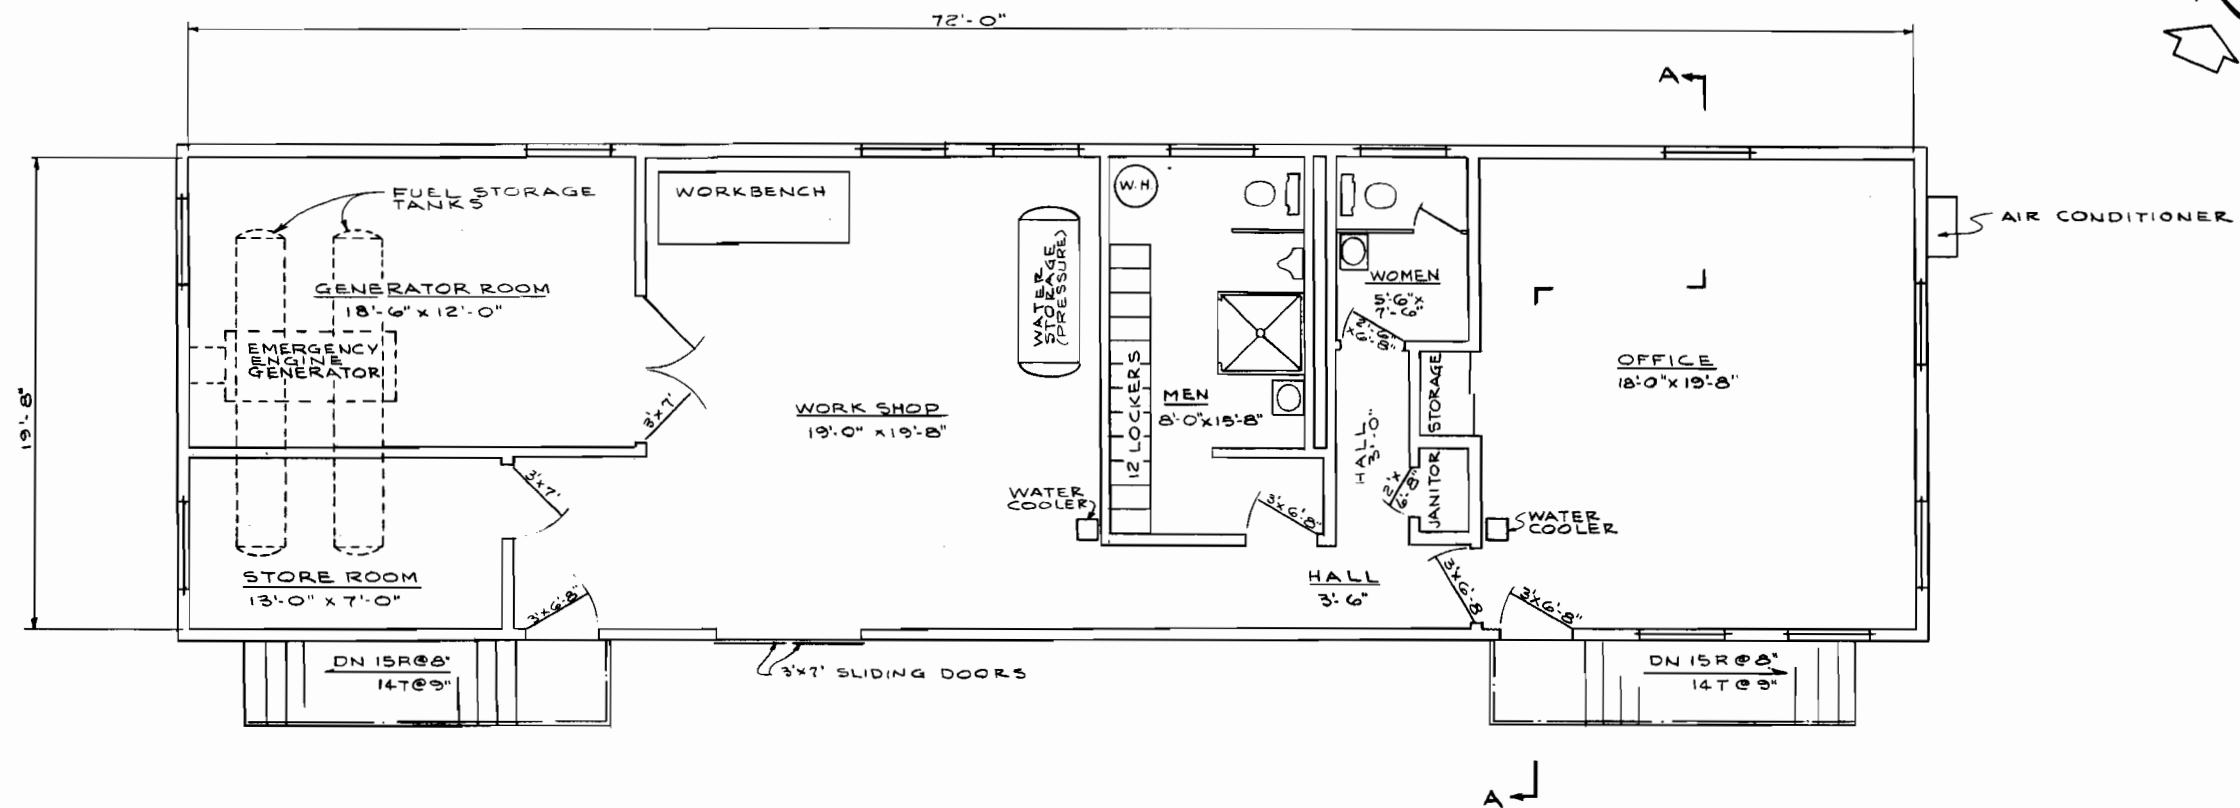 72'-0"
A
19'-8"
FUEL STORAGE
TANKS
GENERATOR ROOM
18'-6" x 12'-0"
EMERGENCY
ENGINE
GENERATOR
3'x7'
WORKBENCH
WATER
STORAGE
(PRESSURE)
WORK SHOP
19'-0" x 19'-8"
WATER
COOLER
W.H.
12 LOCKERS
MEN
8'-0"x15'-8"
3'x6'-8"
WOMEN
5'-6"x
7'-6"
2'-6"
x6'-8"
HALL
3'-0"
STORAGE
2'x
6'-8"
JANITOR
OFFICE
18'-0"x19'-8"
AIR CONDITIONER
WATER
COOLER
3'x7'
STORE ROOM
13'-0" x 7'-0"
3'x6'-8"
HALL
3'-6"
3'x6'-8
3'x6'-8"
DN 15R@8"
14T@9"
3'x7' SLIDING DOORS
DN 15R@8"
14T@9"
A